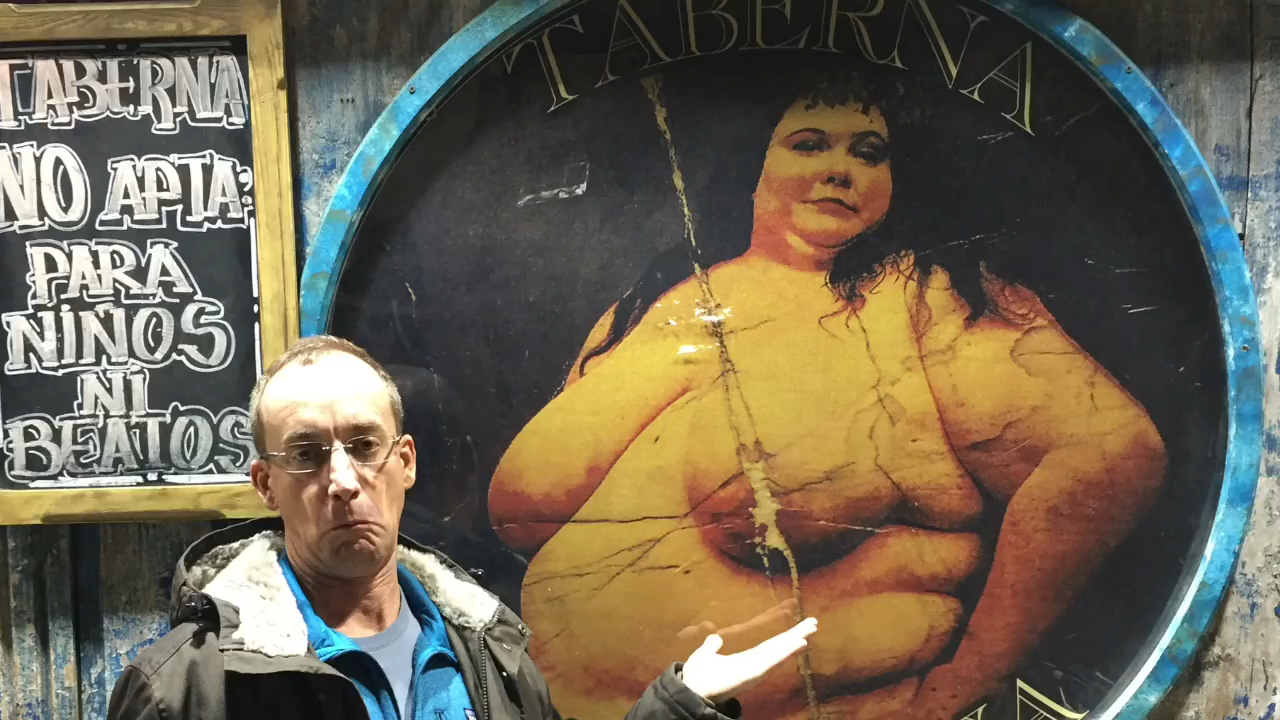 TABERNA
NO APTA:
PARA
NIÑOS
NI
BEATOS
TABERNA